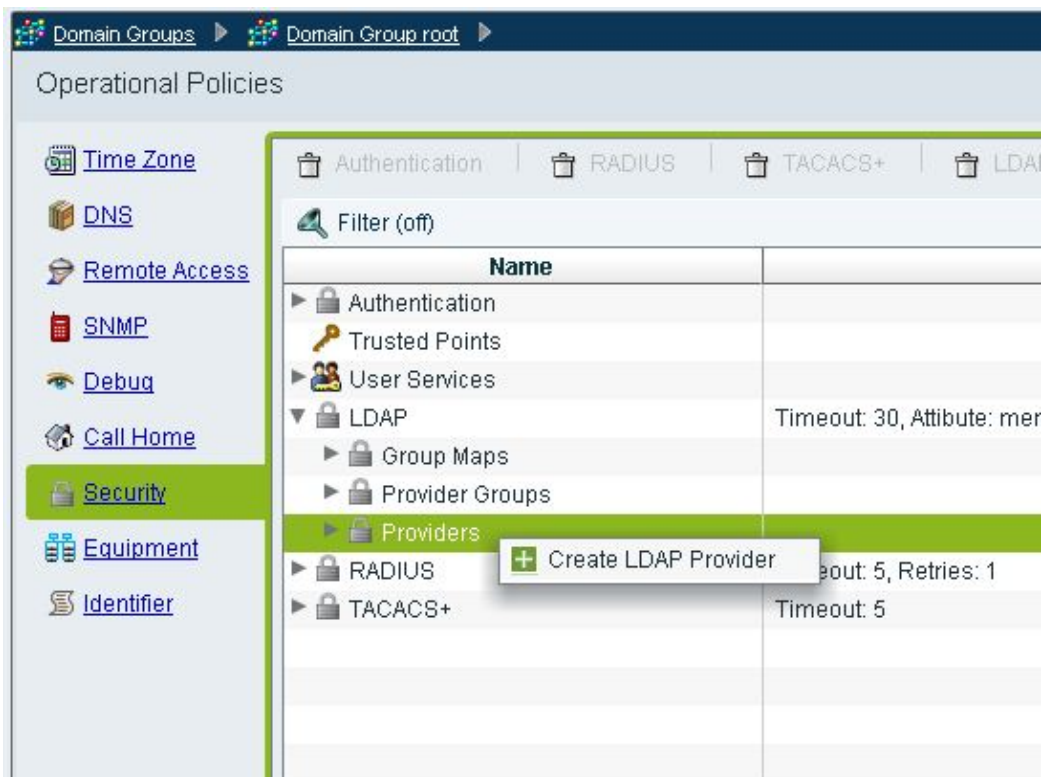 Domain Groups Domain Group root
Operational Policies
Time Zone
DNS
Remote Access
SNMP
Debug
Call Home
Security
Equipment
Identifier
Authentication RADIUS TACACS+
Filter (off)
Name
Authentication
Trusted Points
User Services
LDAP Timeout: 30, Attibute:
Group Maps
Provider Groups
Providers
Create LDAP Provider
RADIUS 5, Retries: 1
TACACS+ Timeout: 5